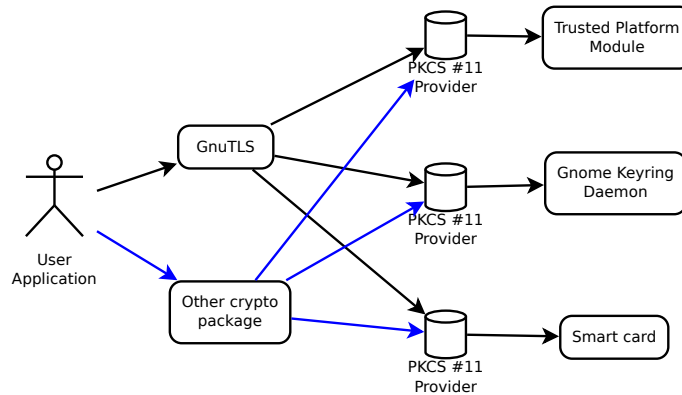 Trusted Platform
Module
PKCS #11
Provider
GnuTLS
Gnome Keyring
Daemon
PKCS #11
Provider
User
Application
Other crypto
package
Smart card
PKCS #11
Provider